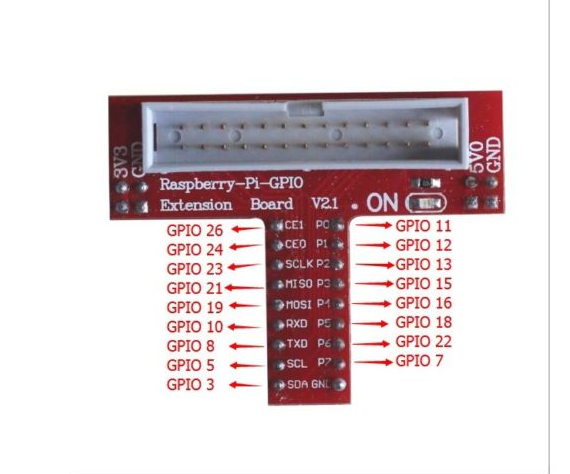 3V3
GND
5V0
GND
Raspberry-Pi-GPIO
Extension Board V2.1 . ON
GPIO 26 CE1 P0 GPIO 11
GPIO 24 CE0 P1 GPIO 12
GPIO 23 SCLK P2 GPIO 13
GPIO 21 MISO P3 GPIO 15
GPIO 19 MOSI P4 GPIO 16
GPIO 10 RXD P5 GPIO 18
GPIO 8 TXD P6 GPIO 22
GPIO 5 SCL P7 GPIO 7
GPIO 3 SDA GND